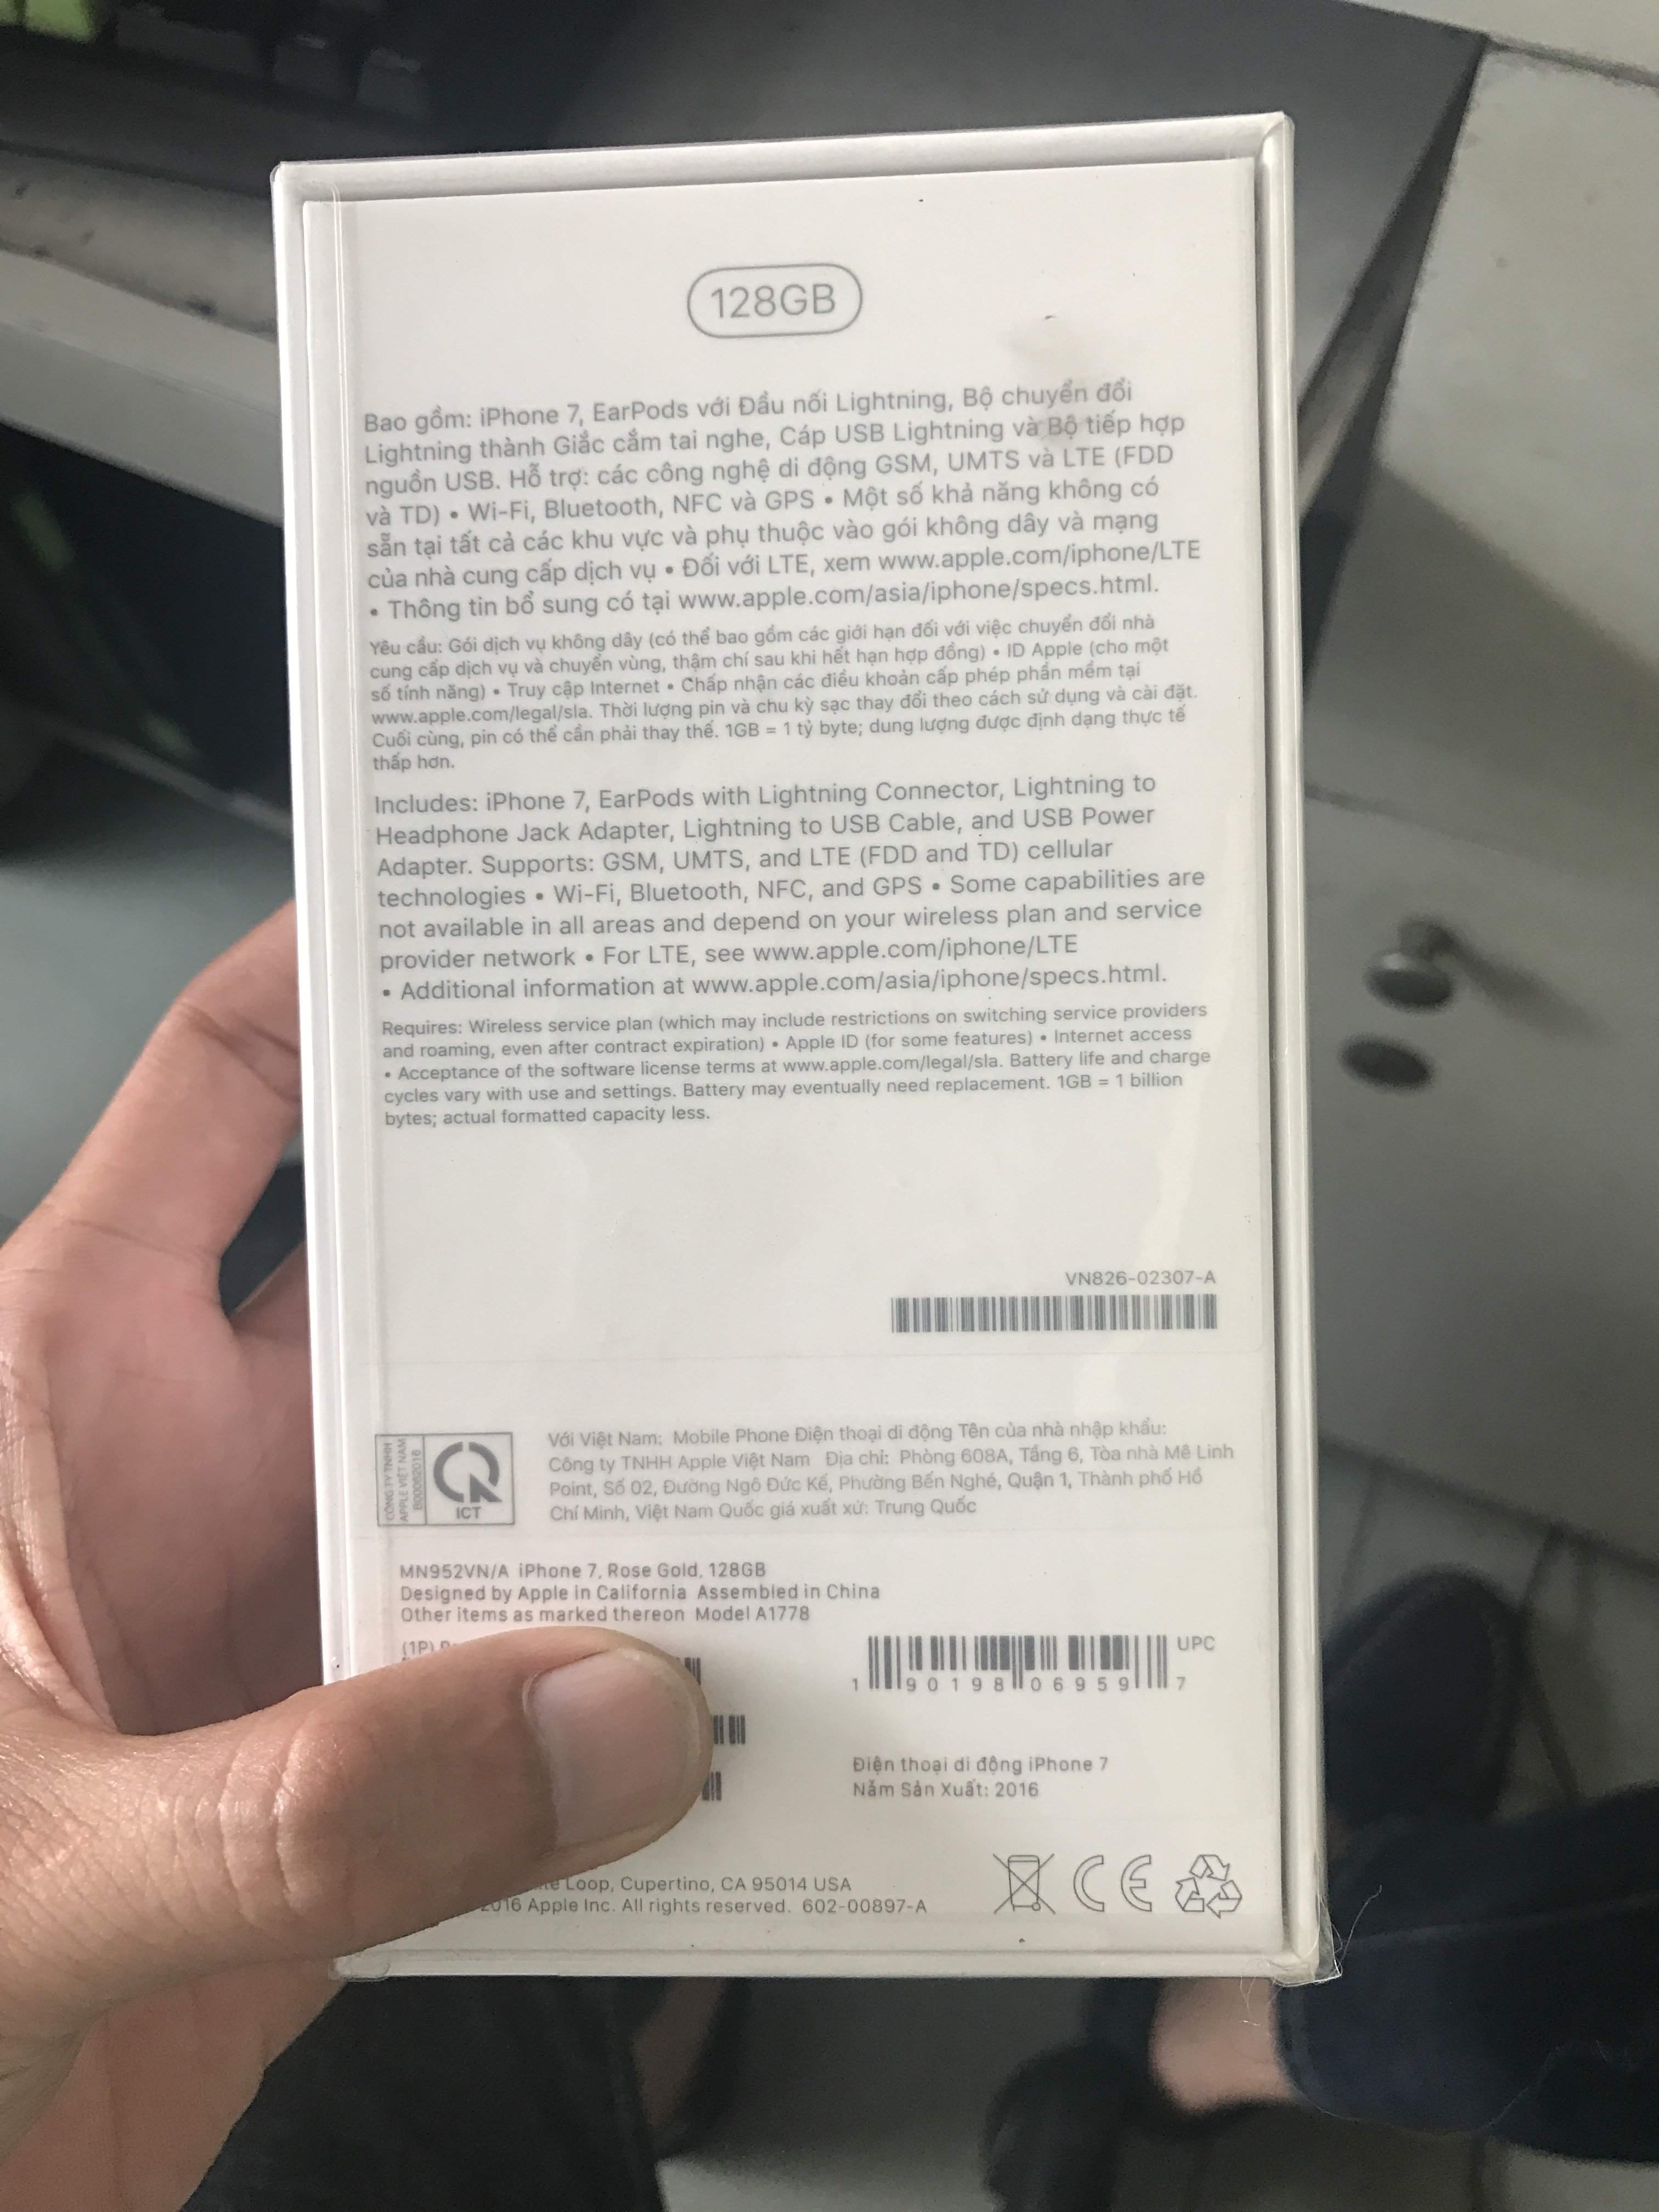 128GB
Bao gồm: iPhone 7, EarPods với Đầu nối Lightning, Bộ chuyển đổi
Lightning thành Giắc cắm tai nghe, Cáp USB Lightning và Bộ tiếp hợp
nguồn USB. Hỗ trợ: các công nghệ di động GSM, UMTS và LTE (FDD
và TD) • Wi-Fi, Bluetooth, NFC và GPS • Một số khả năng không có
sẵn tại tất cả các khu vực và phụ thuộc vào gói không dây và mạng
của nhà cung cấp dịch vụ • Đối với LTE, xem www.apple.com/iphone/LTE
• Thông tin bổ sung có tại www.apple.com/asia/iphone/specs.html.
Yêu cầu: Gói dịch vụ không dây (có thể bao gồm các giới hạn đối với việc chuyển đổi nhà
cung cấp dịch vụ và chuyển vùng, thậm chí sau khi hết hạn hợp đồng) • ID Apple (cho một
số tính năng) • Truy cập Internet • Chấp nhận các điều khoản cấp phép phần mềm tại
www.apple.com/legal/sla. Thời lượng pin và chu kỳ sạc thay đổi theo cách sử dụng và cài đặt.
Cuối cùng, pin có thể cần phải thay thế. 1GB = 1 tỷ byte; dung lượng được định dạng thực tế
thấp hơn.
Includes: iPhone 7, EarPods with Lightning Connector, Lightning to
Headphone Jack Adapter, Lightning to USB Cable, and USB Power
Adapter. Supports: GSM, UMTS, and LTE (FDD and TD) cellular
technologies • Wi-Fi, Bluetooth, NFC, and GPS • Some capabilities are
not available in all areas and depend on your wireless plan and service
provider network • For LTE, see www.apple.com/iphone/LTE
• Additional information at www.apple.com/asia/iphone/specs.html.
Requires: Wireless service plan (which may include restrictions on switching service providers
and roaming, even after contract expiration) • Apple ID (for some features) • Internet access
• Acceptance of the software license terms at www.apple.com/legal/sla. Battery life and charge
cycles vary with use and settings. Battery may eventually need replacement. 1GB = 1 billion
bytes; actual formatted capacity less.
VN826-02307-A
CÔNG TY TNHH
APPLE VIỆT NAM
B000682016
ICT
Với Việt Nam: Mobile Phone Điện thoại di động Tên của nhà nhập khẩu:
Công ty TNHH Apple Việt Nam Địa chỉ: Phòng 608A, Tầng 6, Tòa nhà Mê Linh
Point, Số 02, Đường Ngô Đức Kế, Phường Bến Nghé, Quận 1, Thành phố Hồ
Chí Minh, Việt Nam Quốc giá xuất xứ: Trung Quốc
MN952VN/A iPhone 7, Rose Gold, 128GB
Designed by Apple in California Assembled in China
Other items as marked thereon Model A1778
(1P)
UPC
1 90198 06959 7
Điện thoại di động iPhone 7
Năm Sản Xuất: 2016
Loop, Cupertino, CA 95014 USA
2016 Apple Inc. All rights reserved. 602-00897-A
CE